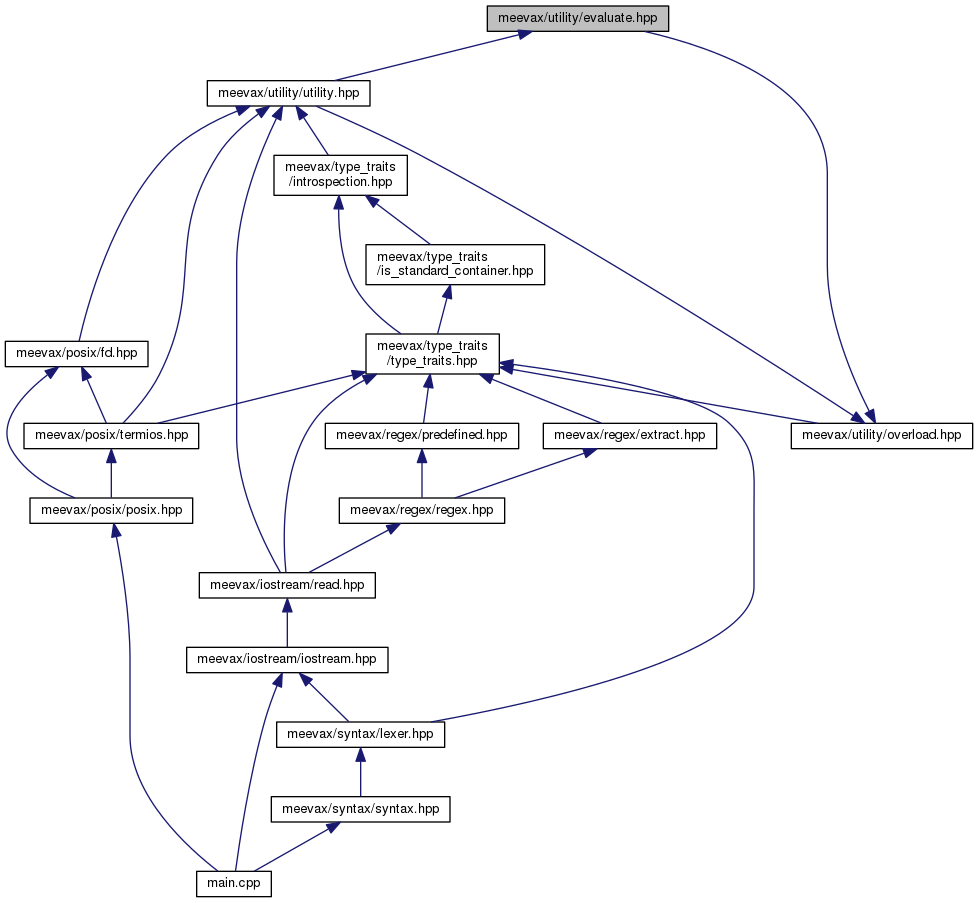 meevax/utility/evaluate.hpp
meevax/utility/utility.hpp
meevax/type_traits
/introspection.hpp
meevax/type_traits
/is_standard_container.hpp
meevax/posix/fd.hpp
meevax/type_traits
/type_traits.hpp
meevax/posix/termios.hpp
meevax/regex/predefined.hpp
meevax/regex/extract.hpp
meevax/utility/overload.hpp
meevax/posix/posix.hpp
meevax/regex/regex.hpp
meevax/iostream/read.hpp
meevax/iostream/iostream.hpp
meevax/syntax/lexer.hpp
meevax/syntax/syntax.hpp
main.cpp